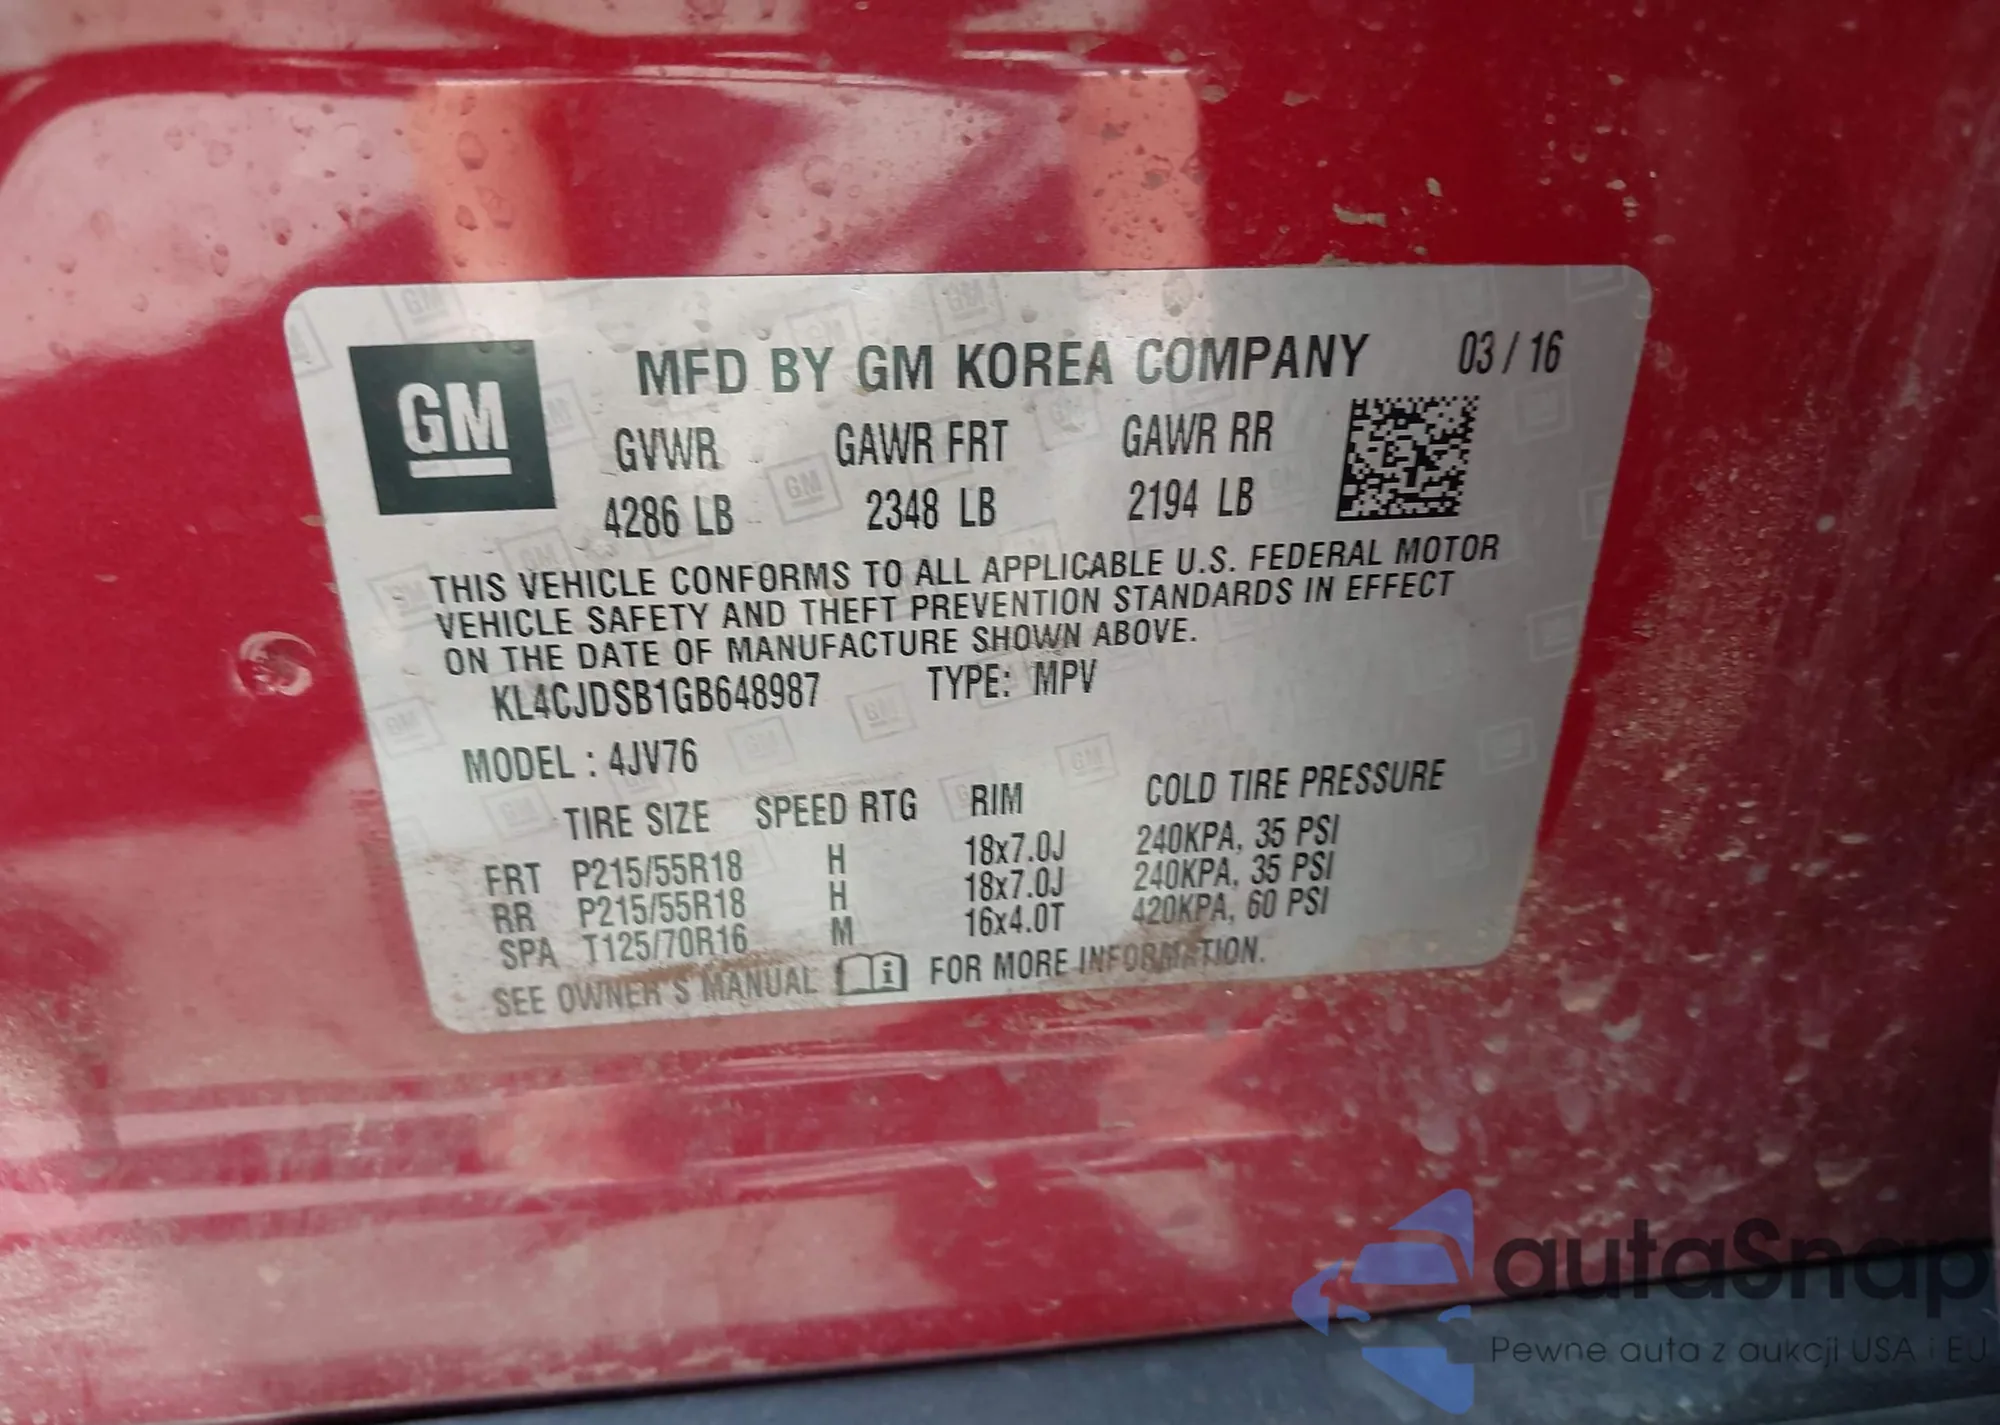 GM
MFD BY GM KOREA COMPANY 03 / 16
GVWR GAWR FRT GAWR RR
4286 LB 2348 LB 2194 LB
THIS VEHICLE CONFORMS TO ALL APPLICABLE U.S. FEDERAL MOTOR
VEHICLE SAFETY AND THEFT PREVENTION STANDARDS IN EFFECT
ON THE DATE OF MANUFACTURE SHOWN ABOVE.
KL4CJDSB1GB648987 TYPE: MPV
MODEL : 4JV76
TIRE SIZE SPEED RTG RIM COLD TIRE PRESSURE
FRT P215/55R18 H 18x7.0J 240KPA, 35 PSI
RR P215/55R18 H 18x7.0J 240KPA, 35 PSI
SPA T125/70R16 M 16x4.0T 420KPA, 60 PSI
SEE OWNER'S MANUAL i FOR MORE INFORMATION.
autaSnap
Pewne auta z aukcji USA i EU